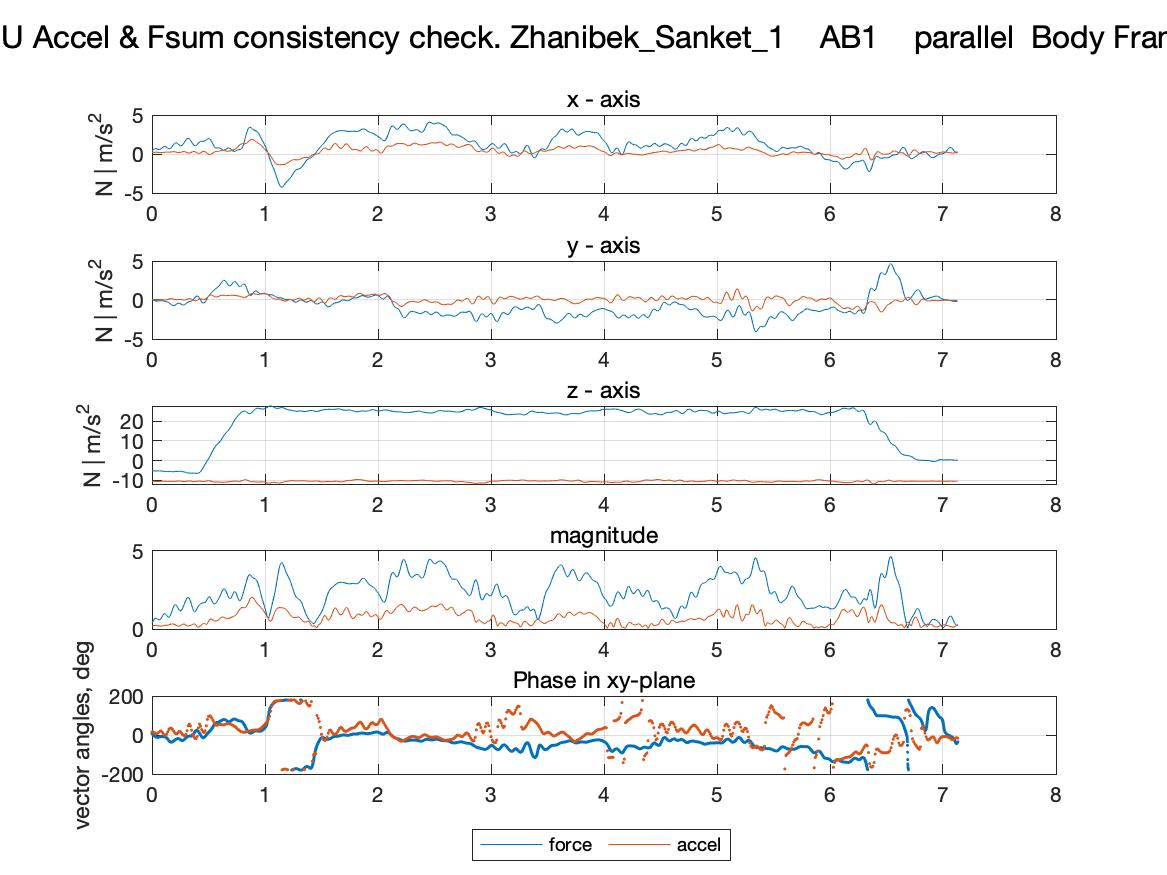 U Accel & Fsum consistency check. Zhanibek_Sanket_1 AB1 parallel Body Fra
x - axis
N | m/s2
5
0
-5
0 1 2 3 4 5 6 7 8
y - axis
N | m/s2
5
0
-5
0 1 2 3 4 5 6 7 8
z - axis
N | m/s2
20
10
0
-10
0 1 2 3 4 5 6 7 8
magnitude
5
0
0 1 2 3 4 5 6 7 8
Phase in xy-plane
vector angles, deg
200
0
-200
0 1 2 3 4 5 6 7 8
force accel